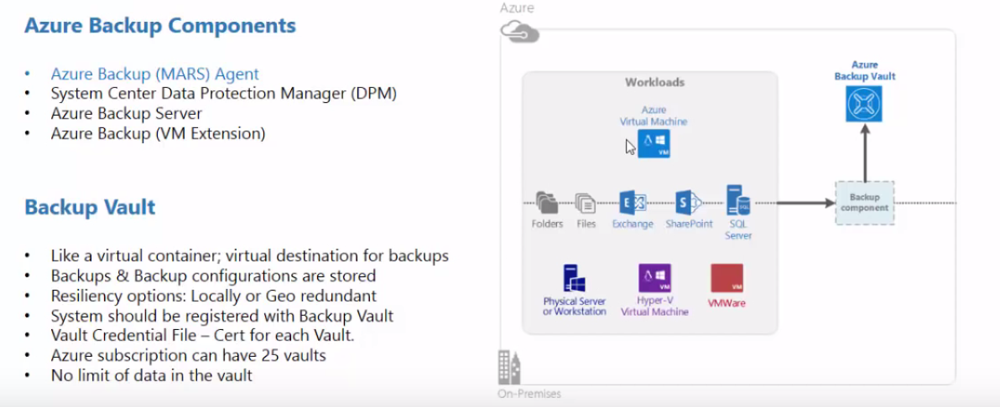 Azure Backup Components
• Azure Backup (MARS) Agent
• System Center Data Protection Manager (DPM)
• Azure Backup Server
• Azure Backup (VM Extension)
Backup Vault
• Like a virtual container; virtual destination for backups
• Backups & Backup configurations are stored
• Resiliency options: Locally or Geo redundant
• System should be registered with Backup Vault
• Vault Credential File – Cert for each Vault.
• Azure subscription can have 25 vaults
• No limit of data in the vault
Azure
Workloads
Azure
Virtual Machine
VM
Folders
Files
E
Exchange
S
SharePoint
SQL
SQL
Server
Physical Server
or Workstation
VM
Hyper-V
Virtual Machine
VM
VMWare
Azure
Backup Vault
Backup
component
On-Premises